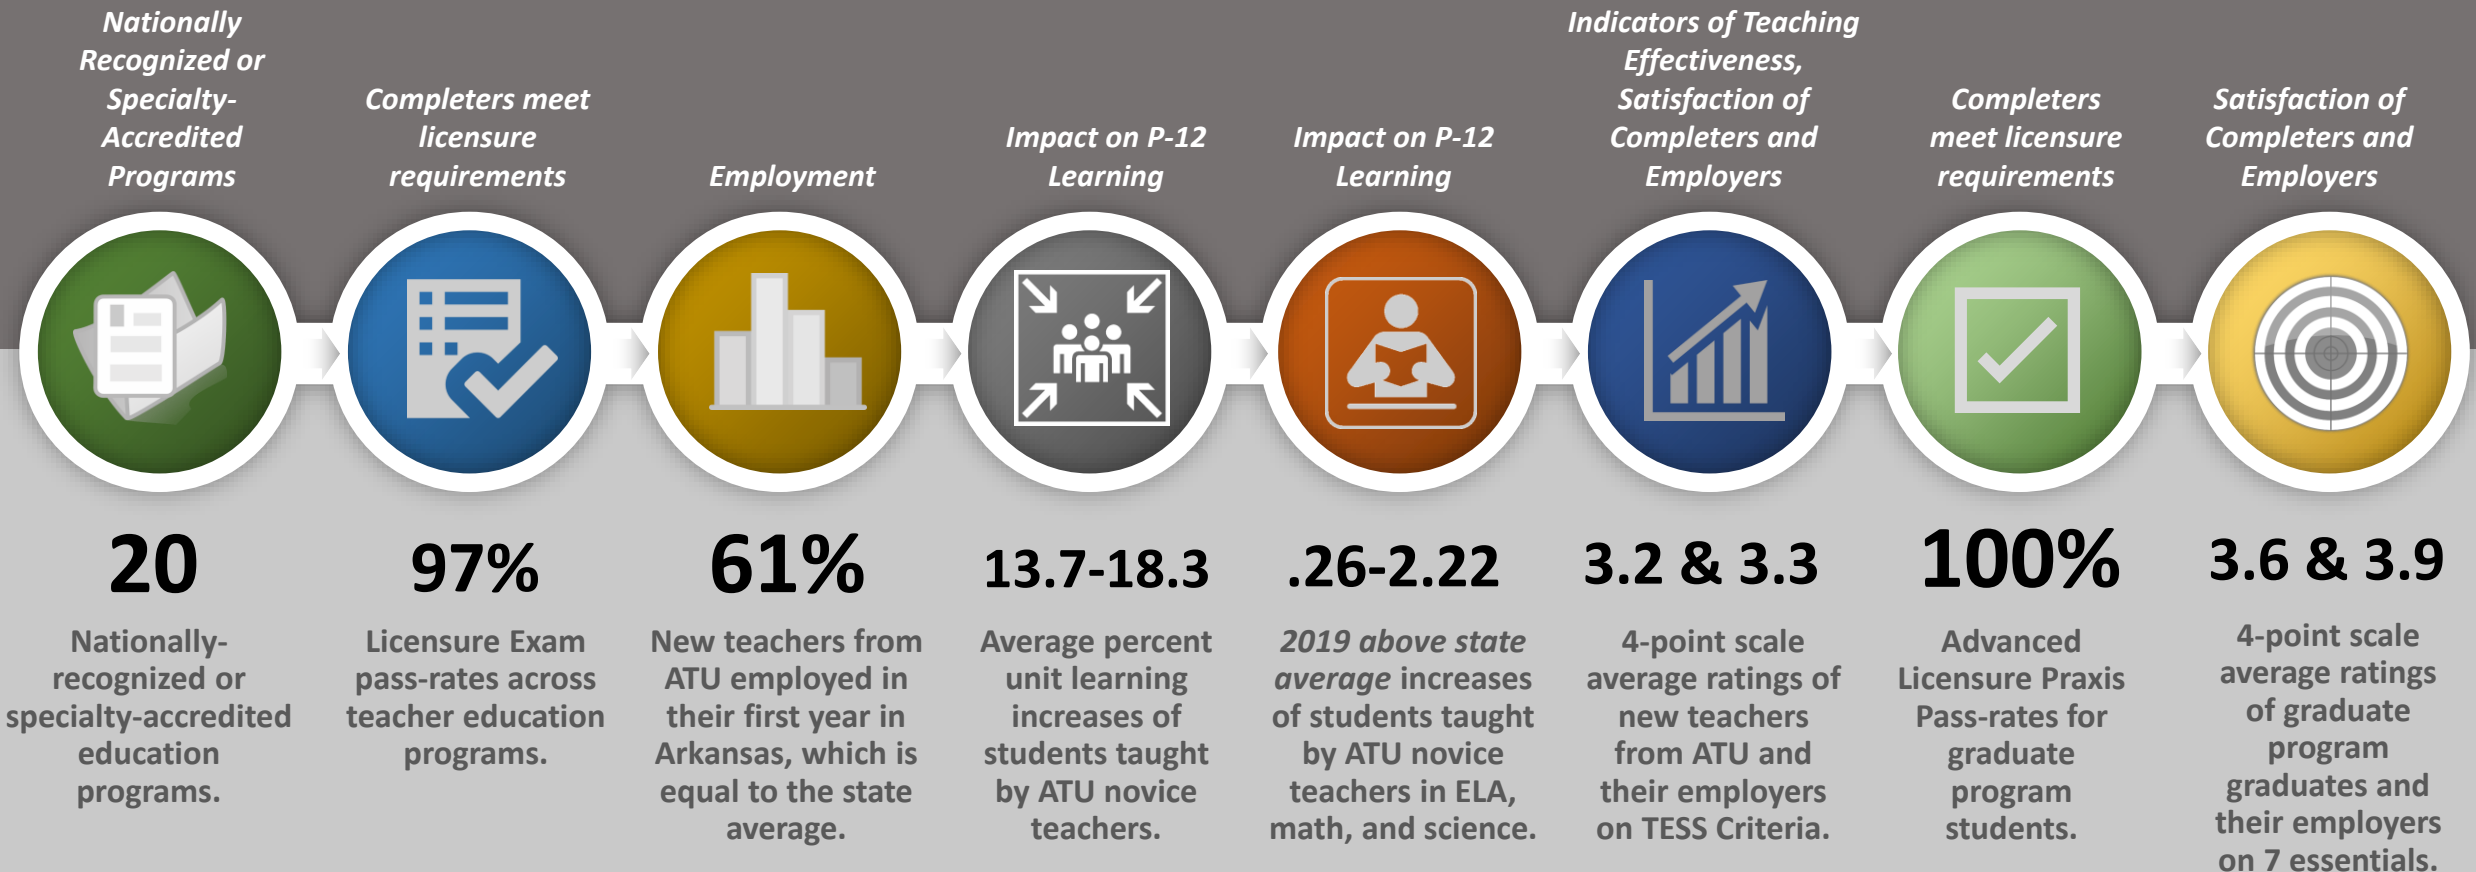 Nationally
Recognized or
Specialty-
Accredited
Programs
Completers meet
licensure
requirements
Employment
Impact on P-12
Learning
Impact on P-12
Learning
Indicators of Teaching
Effectiveness,
Satisfaction of
Completers and
Employers
Completers
meet licensure
requirements
Satisfaction of
Completers and
Employers
20
Nationally-
recognized or
specialty-accredited
education
programs.
97%
Licensure Exam
pass-rates across
teacher education
programs.
61%
New teachers from
ATU employed in
their first year in
Arkansas, which is
equal to the state
average.
13.7-18.3
Average percent
unit learning
increases of
students taught
by ATU novice
teachers.
.26-2.22
2019 above state
average increases
of students taught
by ATU novice
teachers in ELA,
math, and science.
3.2 & 3.3
4-point scale
average ratings of
new teachers
from ATU and
their employers
on TESS Criteria.
100%
Advanced
Licensure Praxis
Pass-rates for
graduate
program
students.
3.6 & 3.9
4-point scale
average ratings
of graduate
program
graduates and
their employers
on 7 essentials.